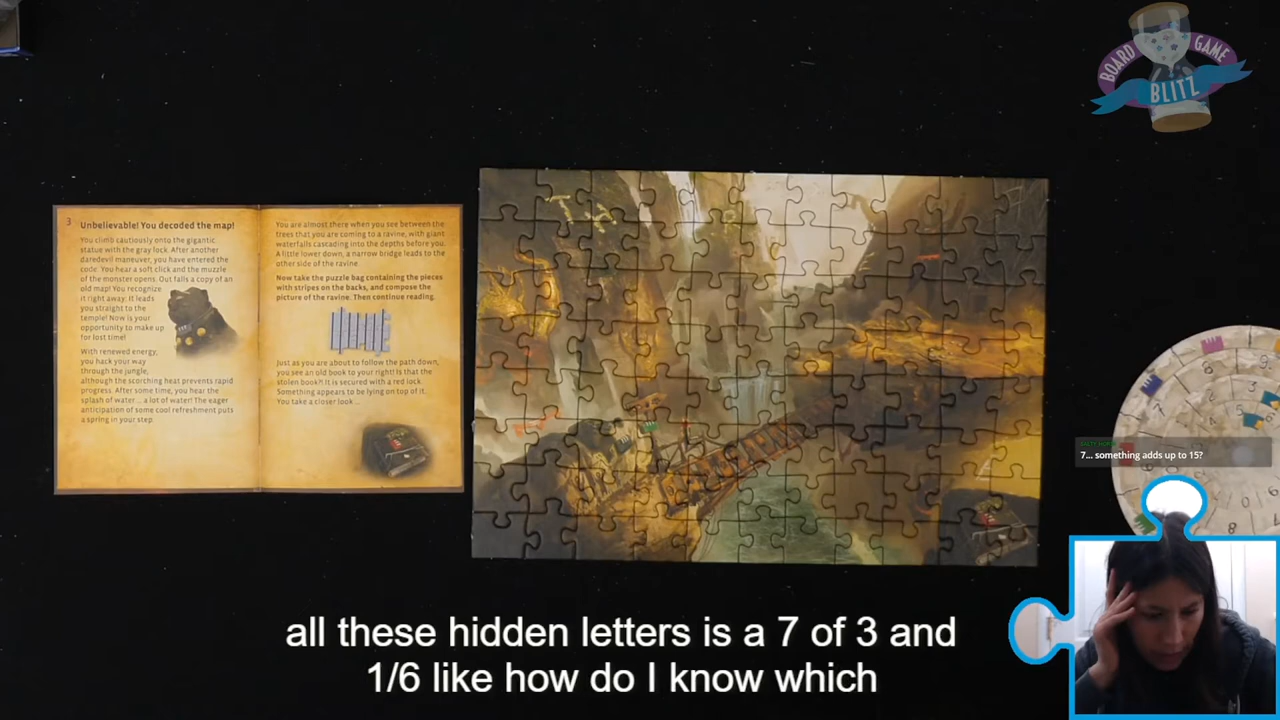 BOARD GAME
BLITZ
3
Unbelievable! You decoded the map!
You climb cautiously onto the gigantic
statue with the gray lock. After another
daredevil maneuver, you have entered the
code. You hear a soft click and the muzzle
of the monster opens. Out falls a copy of an
old map! You recognize
it right away: It leads
you straight to the
temple! Now is your
opportunity to make up
for lost time!
With renewed energy,
you hack your way
through the jungle,
although the scorching heat prevents rapid
progress. After some time, you hear the
splash of water ... a lot of water! The eager
anticipation of some cool refreshment puts
a spring in your step.
You are almost there when you see between the
trees that you are coming to a ravine, with giant
waterfalls cascading into the depths before you.
A little lower down, a narrow bridge leads to the
other side of the ravine.
Now take the puzzle bag containing the pieces
with stripes on the backs, and compose the
picture of the ravine. Then continue reading.
Just as you are about to follow the path down,
you see an old book to your right! Is that the
stolen book?! It is secured with a red lock.
Something appears to be lying on top of it.
You take a closer look ...
7... something adds up to 15?
all these hidden letters is a 7 of 3 and
1/6 like how do I know which